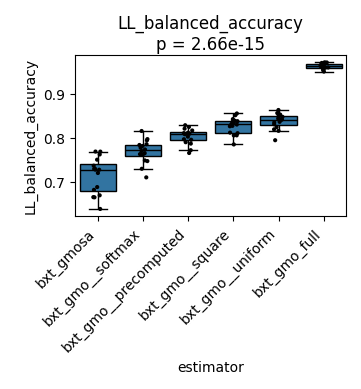 LL_balanced_accuracy
p = 2.66e-15
LL_balanced_accuracy
0.9
0.8
0.7
bxt_gmosa
bxt_gmo__softmax
bxt_gmo__precomputed
bxt_gmo__square
bxt_gmo__uniform
bxt_gmo_full
estimator